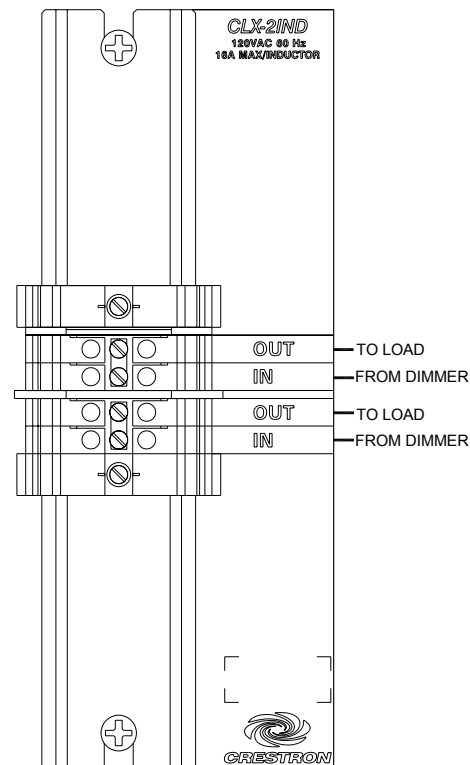 CLX-2IND
120VAC 60 Hz
16A MAX/INDUCTOR
OUT TO LOAD
IN FROM DIMMER
OUT TO LOAD
IN FROM DIMMER
CRESTRON